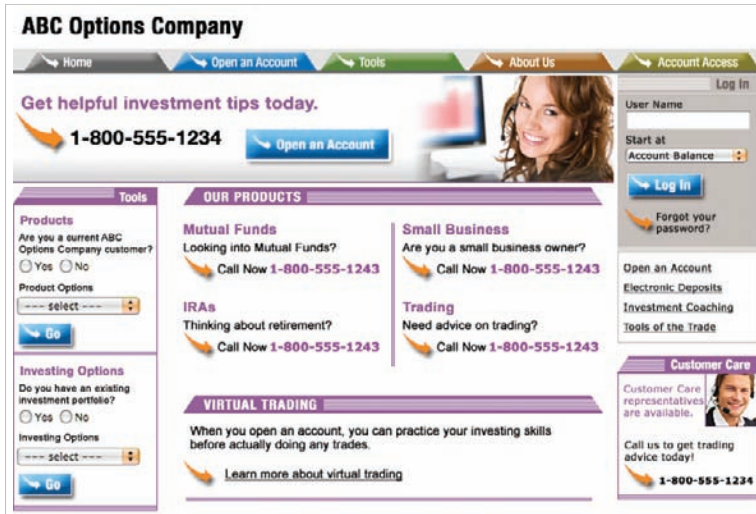 ABC Options Company
Home
Open an Account
Tools
About Us
Account Access
Get helpful investment tips today.
1-800-555-1234
Open an Account
Log In
User Name
Start at
Account Balance
Log In
Forgot your
password?
Tools
Products
Are you a current ABC
Options Company customer?
Yes No
Product Options
--- select ---
Go
Investing Options
Do you have an existing
investment portfolio?
Yes No
Investing Options
--- select ---
Go
OUR PRODUCTS
Mutual Funds
Looking into Mutual Funds?
Call Now 1-800-555-1243
Small Business
Are you a small business owner?
Call Now 1-800-555-1243
IRAs
Thinking about retirement?
Call Now 1-800-555-1243
Trading
Need advice on trading?
Call Now 1-800-555-1243
VIRTUAL TRADING
When you open an account, you can practice your investing skills
before actually doing any trades.
Learn more about virtual trading
Open an Account
Electronic Deposits
Investment Coaching
Tools of the Trade
Customer Care
Customer Care
representatives
are available.
Call us to get trading
advice today!
1-800-555-1234